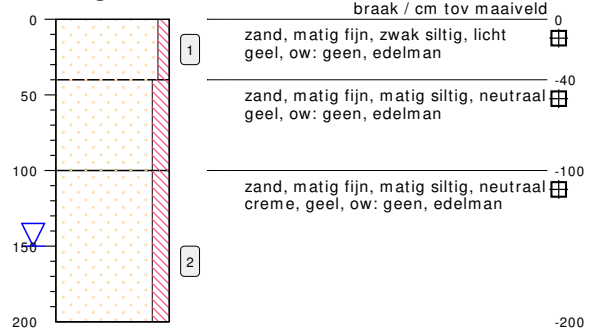 braak / cm tov maaiveld
0
0
zand, matig fijn, zwak siltig, licht
geel, ow: geen, edelman
1
-40
zand, matig fijn, matig siltig, neutraal
geel, ow: geen, edelman
50
100
-100
zand, matig fijn, matig siltig, neutraal
creme, geel, ow: geen, edelman
150
2
200
-200